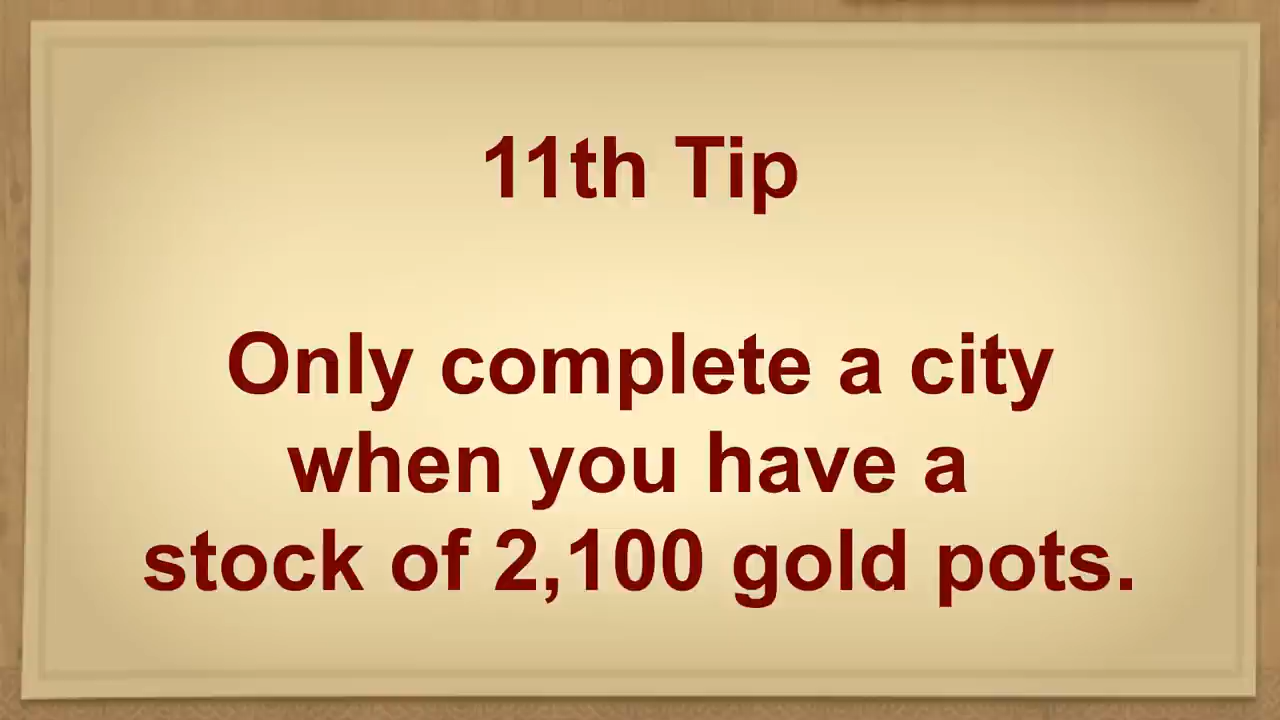 11th Tip
Only complete a city
when you have a
stock of 2,100 gold pots.